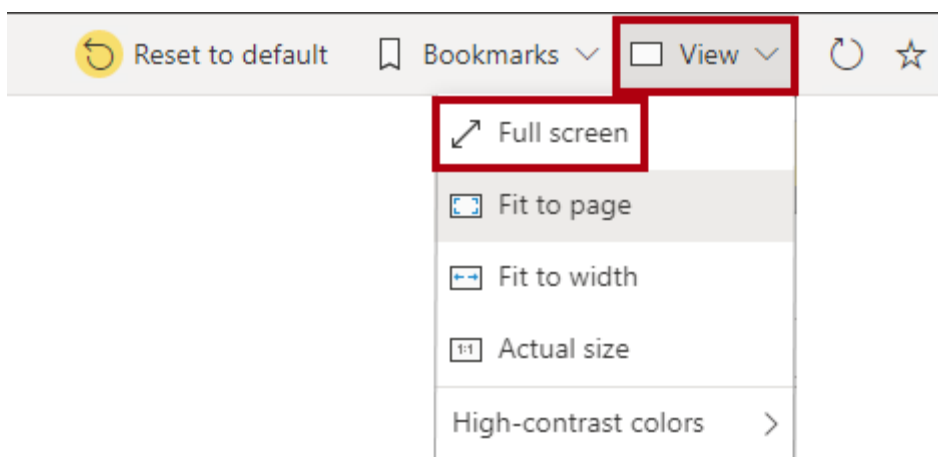 Reset to default Bookmarks View
Full screen
Fit to page
Fit to width
1:1 Actual size
High-contrast colors